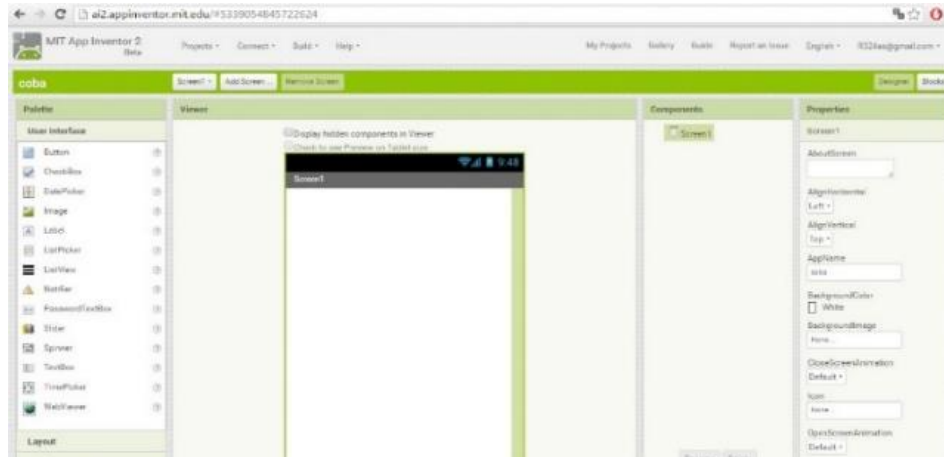 ai2.appinventor.mit.edu/#5339054845722624
MIT App Inventor 2
Beta
Projects Connect Build Help
My Projects Gallery Guide Report an Issue English
coba
Screen1 Add Screen ... Remove Screen
Designer Blocks
Palette
User Interface
Button
CheckBox
DatePicker
Image
Label
ListPicker
ListView
Notifier
PasswordTextBox
Slider
Spinner
TextBox
TimePicker
WebViewer
Layout
Viewer
Display hidden components in Viewer
Check to see Preview on Tablet size
9:48
Screen1
Components
Screen1
Properties
Screen1
AboutScreen
AlignHorizontal
Left
AlignVertical
Top
AppName
coba
BackgroundColor
White
BackgroundImage
None...
CloseScreenAnimation
Default
Icon
None...
OpenScreenAnimation
Default